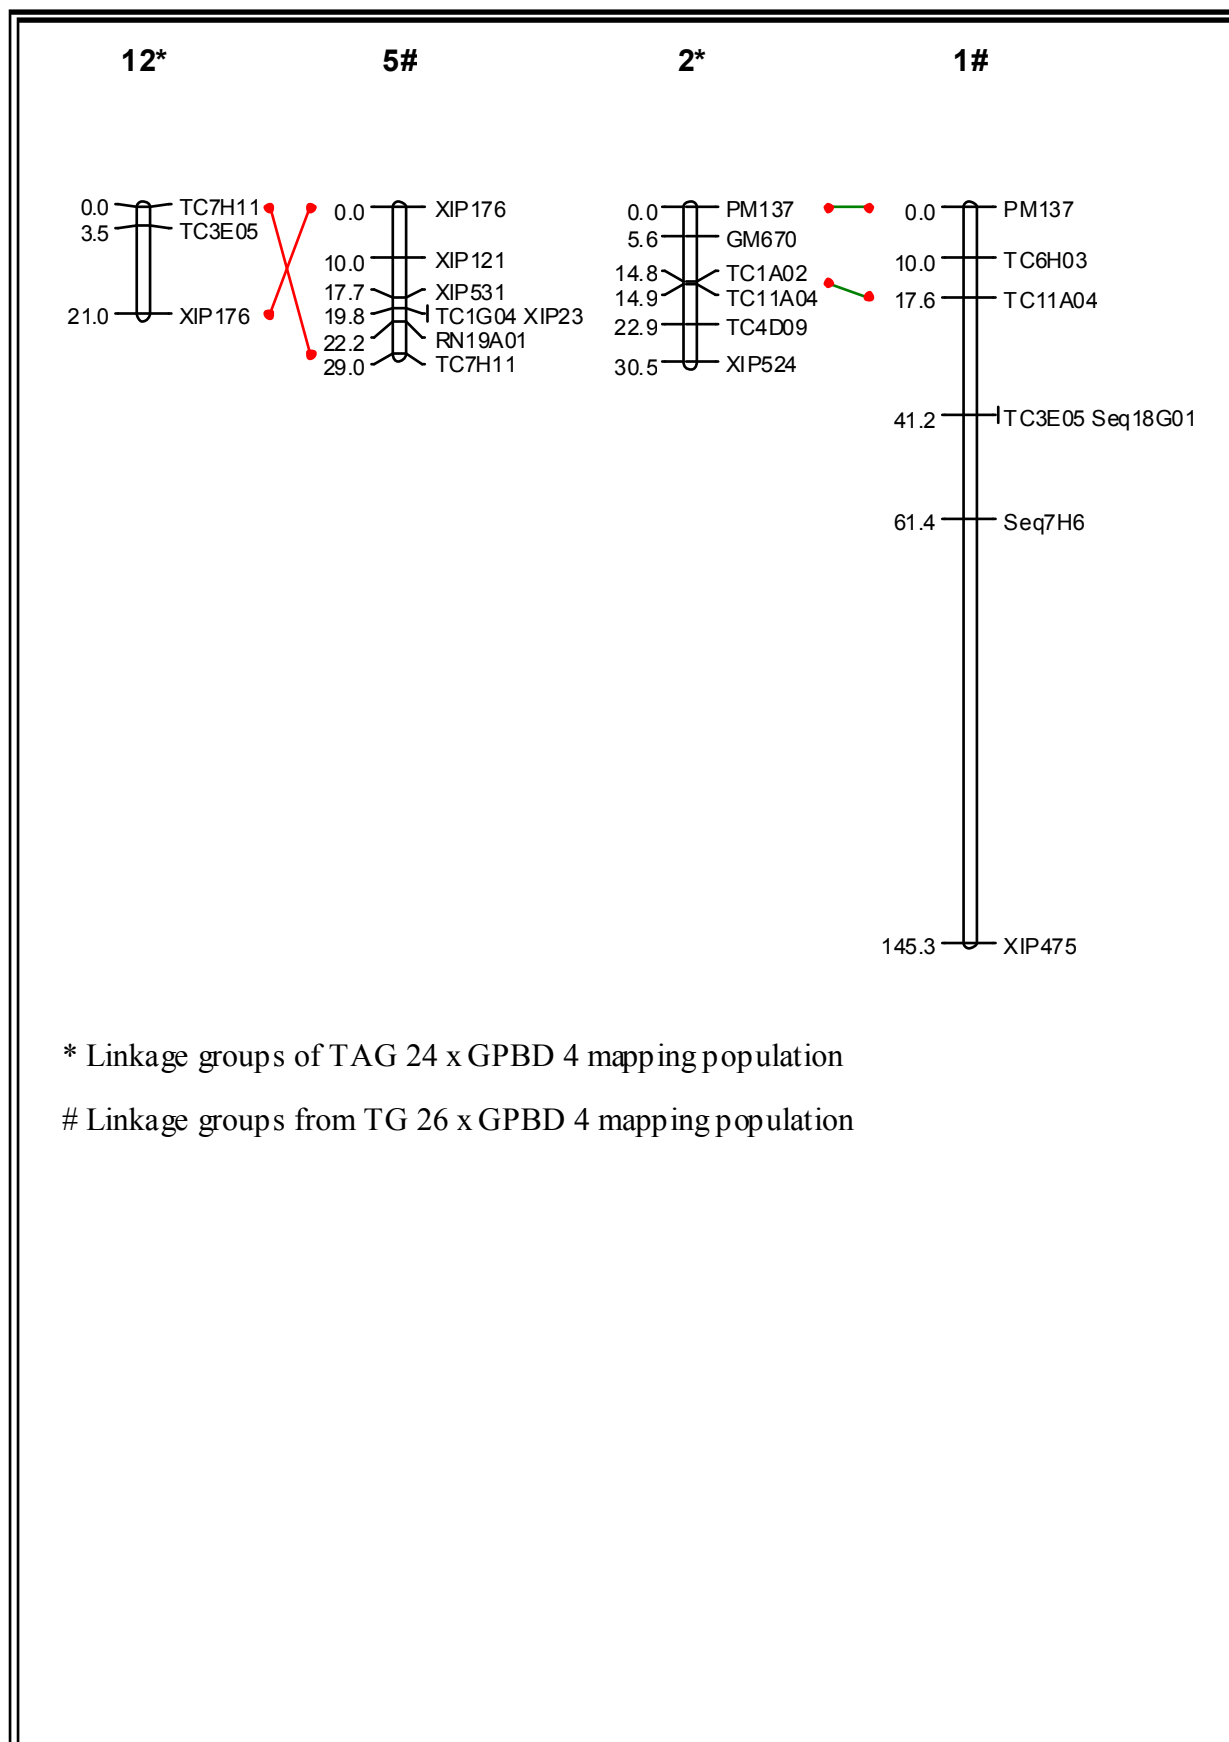 12* 5# 2* 1#
0.0 TC7H11
3.5 TC3E05
21.0 XIP176
0.0 XIP176
10.0 XIP121
17.7 XIP531
19.8 TC1G04 XIP23
22.2 RN19A01
29.0 TC7H11
0.0 PM137
5.6 GM670
14.8 TC1A02
14.9 TC11A04
22.9 TC4D09
30.5 XIP524
0.0 PM137
10.0 TC6H03
17.6 TC11A04
41.2 TC3E05 Seq18G01
61.4 Seq7H6
145.3 XIP475
* Linkage groups of TAG 24 x GPBD 4 mapping population
# Linkage groups from TG 26 x GPBD 4 mapping population